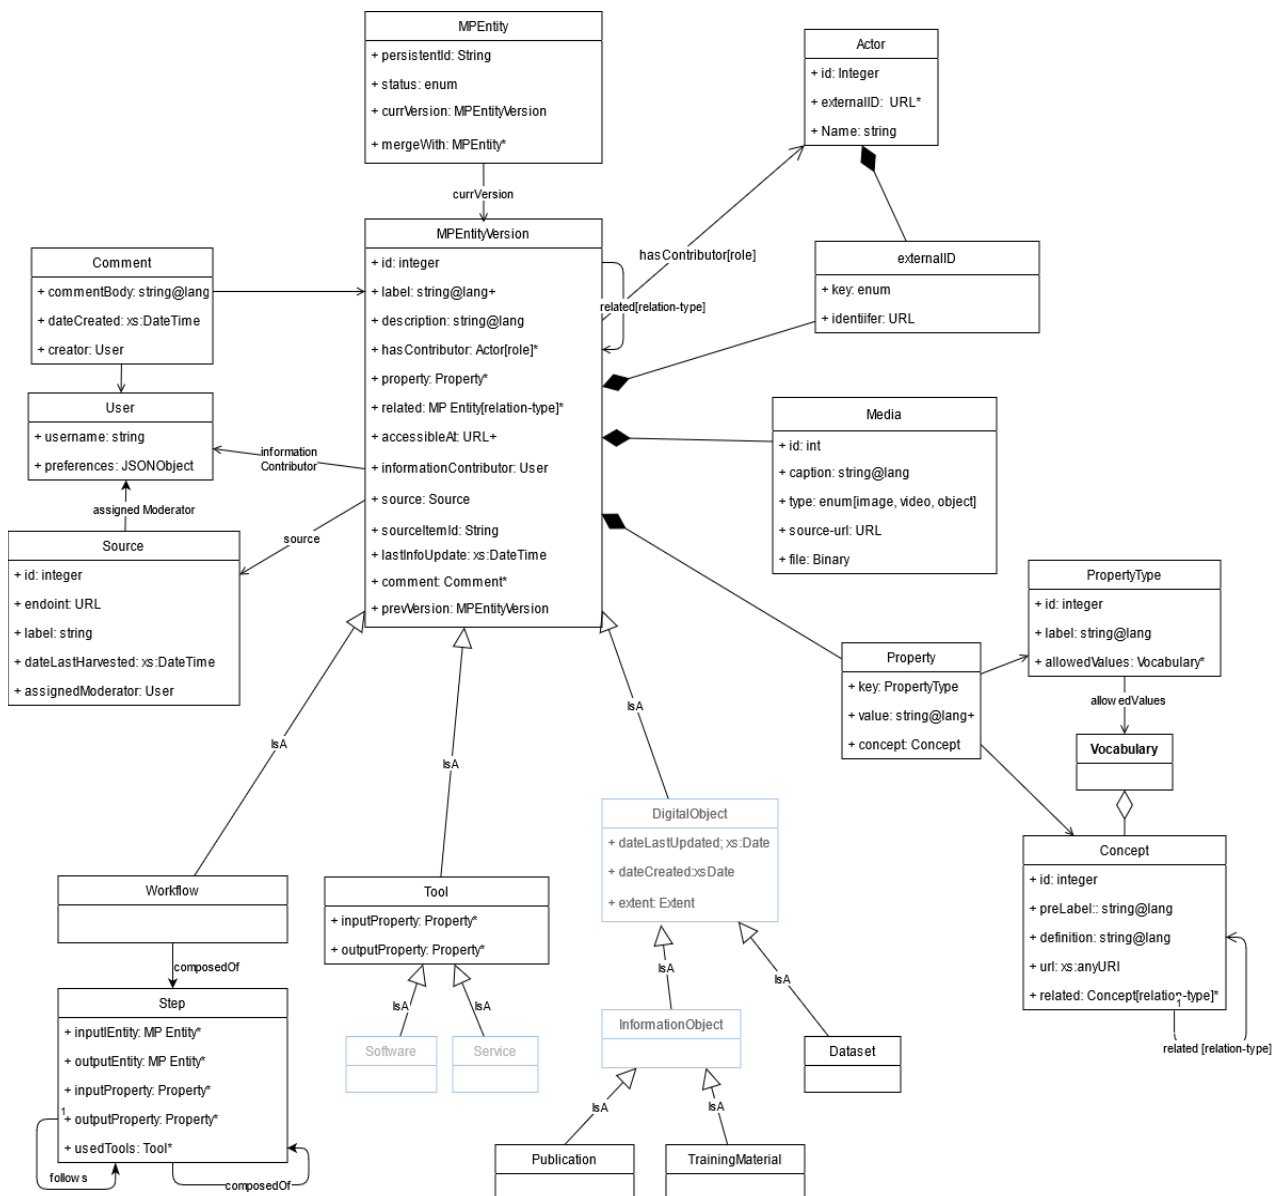 MPEntity
+ persistentId: String
+ status: enum
+ currVersion: MPEntityVersion
+ mergeWith: MPEntity*
currVersion
Actor
+ id: Integer
+ externalID:  URL*
+ Name: string
hasContributor[role]
externalID
+ key: enum
+ identiifer: URL
MPEntityVersion
+ id: integer
+ label: string@lang+
+ description: string@lang
+ hasContributor: Actor[role]*
+ property: Property*
+ related: MP Entity[relation-type]*
+ accessibleAt: URL+
+ informationContributor: User
+ source: Source
+ sourceItemId: String
+ lastInfoUpdate: xs:DateTime
+ comment: Comment*
+ prevVersion: MPEntityVersion
related[relation-type]
Comment
+ commentBody: string@lang
+ dateCreated: xs:DateTime
+ creator: User
User
+ username: string
+ preferences: JSONObject
information
Contributor
assigned Moderator
source
Source
+ id: integer
+ endoint: URL
+ label: string
+ dateLastHarvested: xs:DateTime
+ assignedModerator: User
Media
+ id: int
+ caption: string@lang
+ type: enum[image, video, object]
+ source-url: URL
+ file: Binary
PropertyType
+ id: integer
+ label: string@lang
+ allowedValues: Vocabulary*
allowedValues
Property
+ key: PropertyType
+ value: string@lang+
+ concept: Concept
Vocabulary
Concept
+ id: integer
+ preLabel:: string@lang
+ definition: string@lang
+ url: xs:anyURI
+ related: Concept[relation-type]*
1
related [relation-type]
IsA
IsA
IsA
DigitalObject
+ dateLastUpdated; xs:Date
+ dateCreated:xsDate
+ extent: Extent
Workflow
composedOf
Step
+ inputIEntity: MP Entity*
+ outputEntity: MP Entity*
+ inputProperty: Property*
+ outputProperty: Property*
+ usedTools: Tool*
1
follows
composedOf
Tool
+ inputProperty: Property*
+ outputProperty: Property*
IsA
IsA
Software
Service
IsA
IsA
InformationObject
Dataset
IsA
IsA
Publication
TrainingMaterial